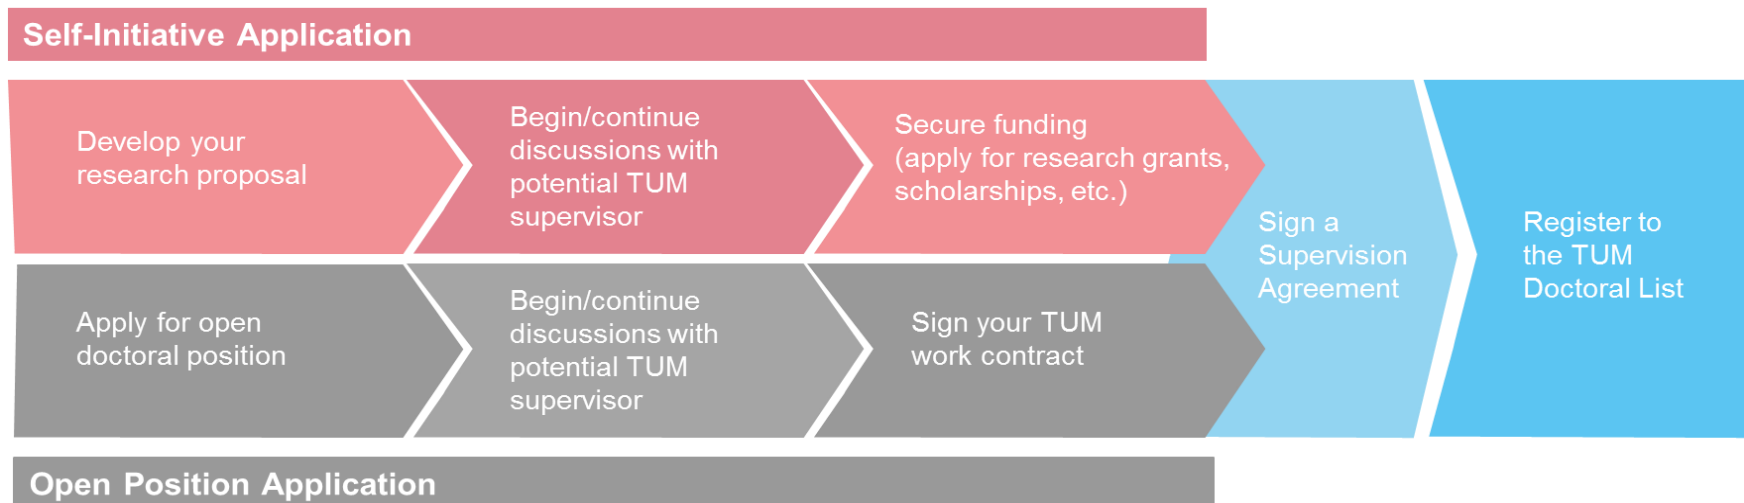 Self-Initiative Application
Develop your
research proposal
Begin/continue
discussions with
potential TUM
supervisor
Secure funding
(apply for research grants,
scholarships, etc.)
Apply for open
doctoral position
Begin/continue
discussions with
potential TUM
supervisor
Sign your TUM
work contract
Sign a
Supervision
Agreement
Register to
the TUM
Doctoral List
Open Position Application